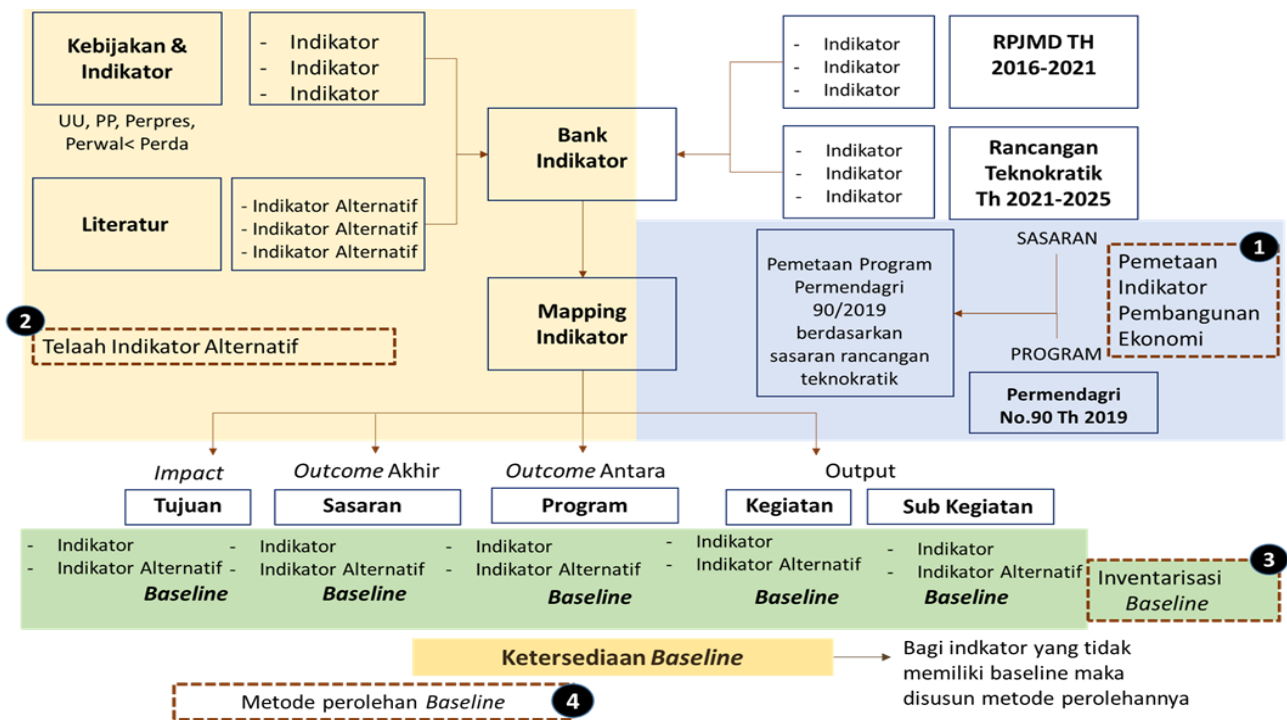 Kebijakan &
Indikator
UU, PP, Perpres,
Perwal< Perda
- Indikator
- Indikator
- Indikator
Literatur
- Indikator Alternatif
- Indikator Alternatif
- Indikator Alternatif
Bank
Indikator
- Indikator
- Indikator
- Indikator
RPJMD TH
2016-2021
- Indikator
- Indikator
- Indikator
Rancangan
Teknokratik
Th 2021-2025
2
Telaah Indikator Alternatif
Mapping
Indikator
Pemetaan Program
Permendagri
90/2019
berdasarkan
sasaran rancangan
teknokratik
SASARAN
PROGRAM
1
Pemetaan
Indikator
Pembangunan
Ekonomi
Permendagri
No.90 Th 2019
Impact
Tujuan
- Indikator
- Indikator Alternatif
Baseline
Outcome Akhir
Sasaran
- Indikator
- Indikator Alternatif
Baseline
Outcome Antara
Program
- Indikator
- Indikator Alternatif
Baseline
Output
Kegiatan
- Indikator
- Indikator Alternatif
Baseline
Sub Kegiatan
- Indikator
- Indikator Alternatif
Baseline
3
Inventarisasi
Baseline
Ketersediaan Baseline
Bagi indkator yang tidak
memiliki baseline maka
disusun metode perolehannya
Metode perolehan Baseline
4